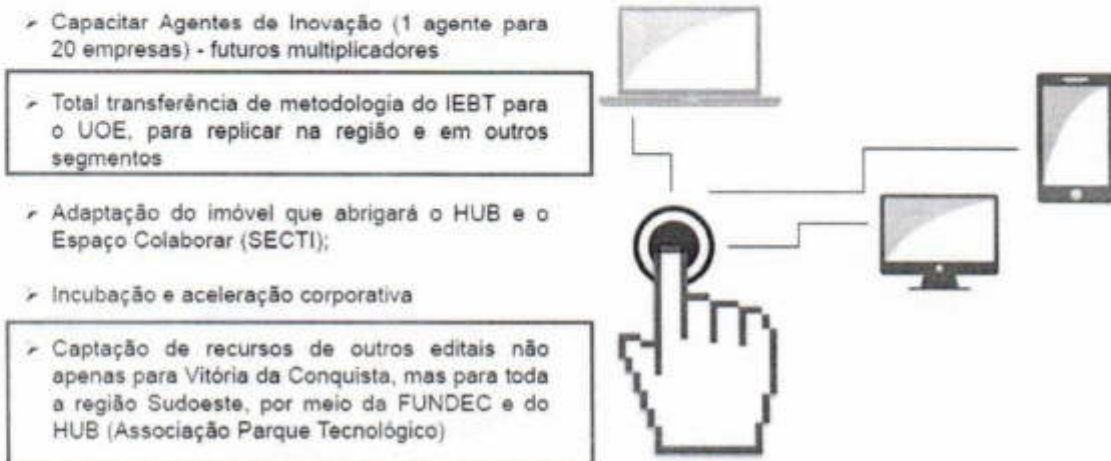 ➢ Capacitar Agentes de Inovação (1 agente para
20 empresas) - futuros multiplicadores
➢ Total transferência de metodologia do IEBT para
o UOE, para replicar na região e em outros
segmentos
➢ Adaptação do imóvel que abrigará o HUB e o
Espaço Colaborar (SECTI);
➢ Incubação e aceleração corporativa
➢ Captação de recursos de outros editais não
apenas para Vitória da Conquista, mas para toda
a região Sudoeste, por meio da FUNDEC e do
HUB (Associação Parque Tecnológico)